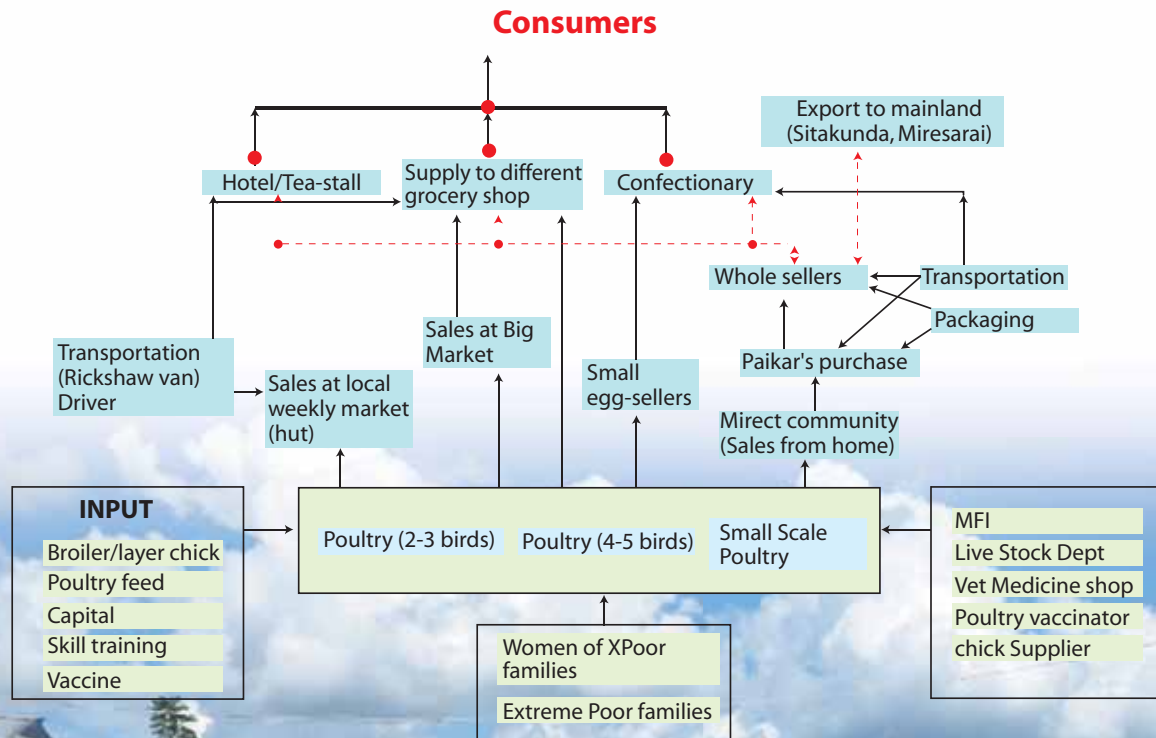 Consumers
Export to mainland
(Sitakunda, Miresarai)
Hotel/Tea-stall
Supply to different
grocery shop
Confectionary
Whole sellers
Transportation
Packaging
Sales at Big
Market
Transportation
(Rickshaw van)
Driver
Paikar's purchase
Sales at local
weekly market
(hut)
Small
egg-sellers
Mirect community
(Sales from home)
INPUT
Broiler/layer chick
Poultry feed
Capital
Skill training
Vaccine
Poultry (2-3 birds)
Poultry (4-5 birds)
Small Scale
Poultry
MFI
Live Stock Dept
Vet Medicine shop
Poultry vaccinator
chick Supplier
Women of XPoor
families
Extreme Poor families